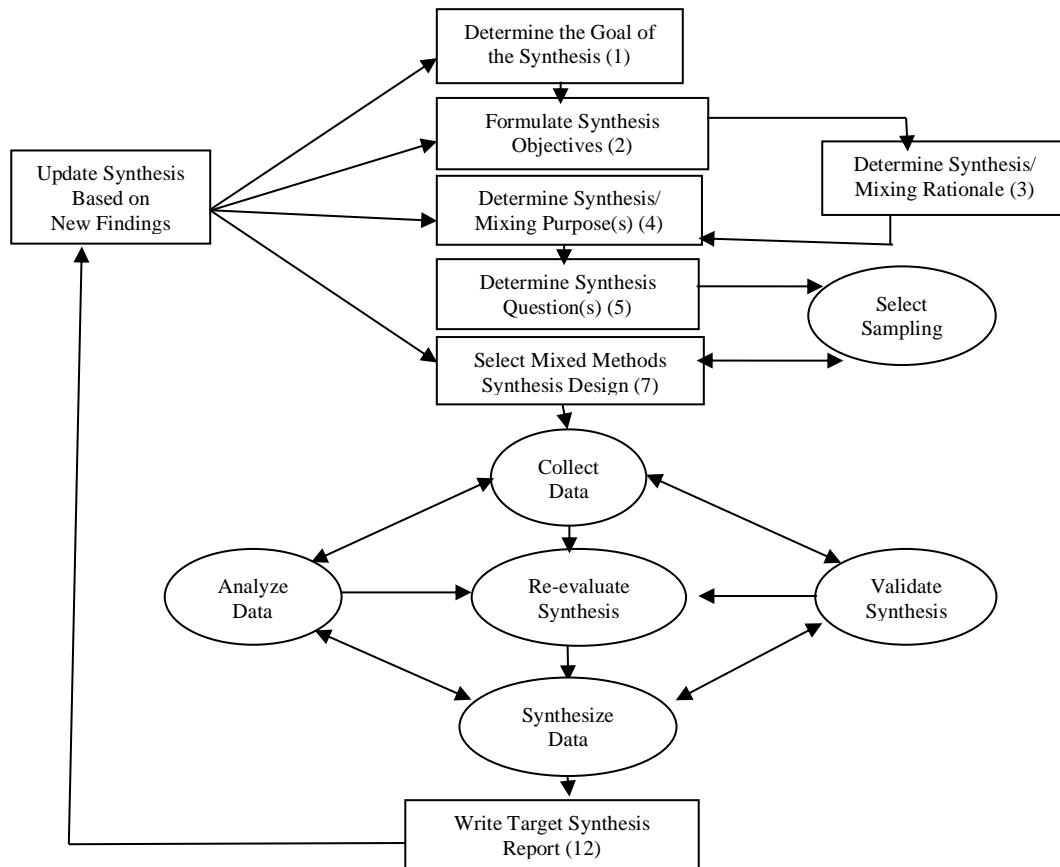 Determine the Goal of
the Synthesis (1)
Formulate Synthesis
Objectives (2)
Determine Synthesis/
Mixing Rationale (3)
Update Synthesis
Based on
New Findings
Determine Synthesis/
Mixing Purpose(s) (4)
Determine Synthesis
Question(s) (5)
Select
Sampling
Select Mixed Methods
Synthesis Design (7)
Collect
Data
Analyze
Data
Re-evaluate
Synthesis
Validate
Synthesis
Synthesize
Data
Write Target Synthesis
Report (12)